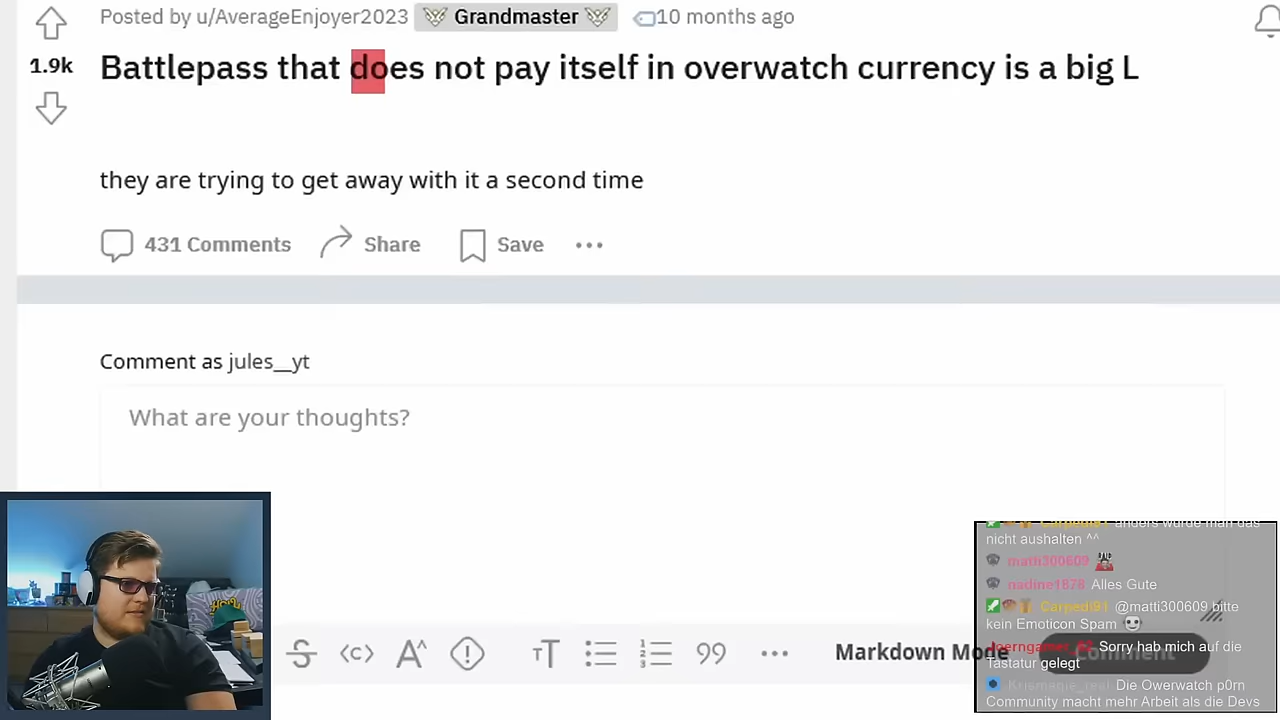 Posted by u/AverageEnjoyer2023 Grandmaster 10 months ago
1.9k
Battlepass that does not pay itself in overwatch currency is a big L
they are trying to get away with it a second time
431 Comments Share Save
Comment as jules__yt
What are your thoughts?
Markdown Mode
Comment
Carpedi91 anders würde man das
nicht aushalten ^^
matti300609
nadine1878 Alles Gute
Carpedi91 @matti300609 bitte
kein Emoticon Spam
Sorry hab mich auf die
Tastatur gelegt
Die Owerwatch p0rn
Community macht mehr Arbeit als die Devs